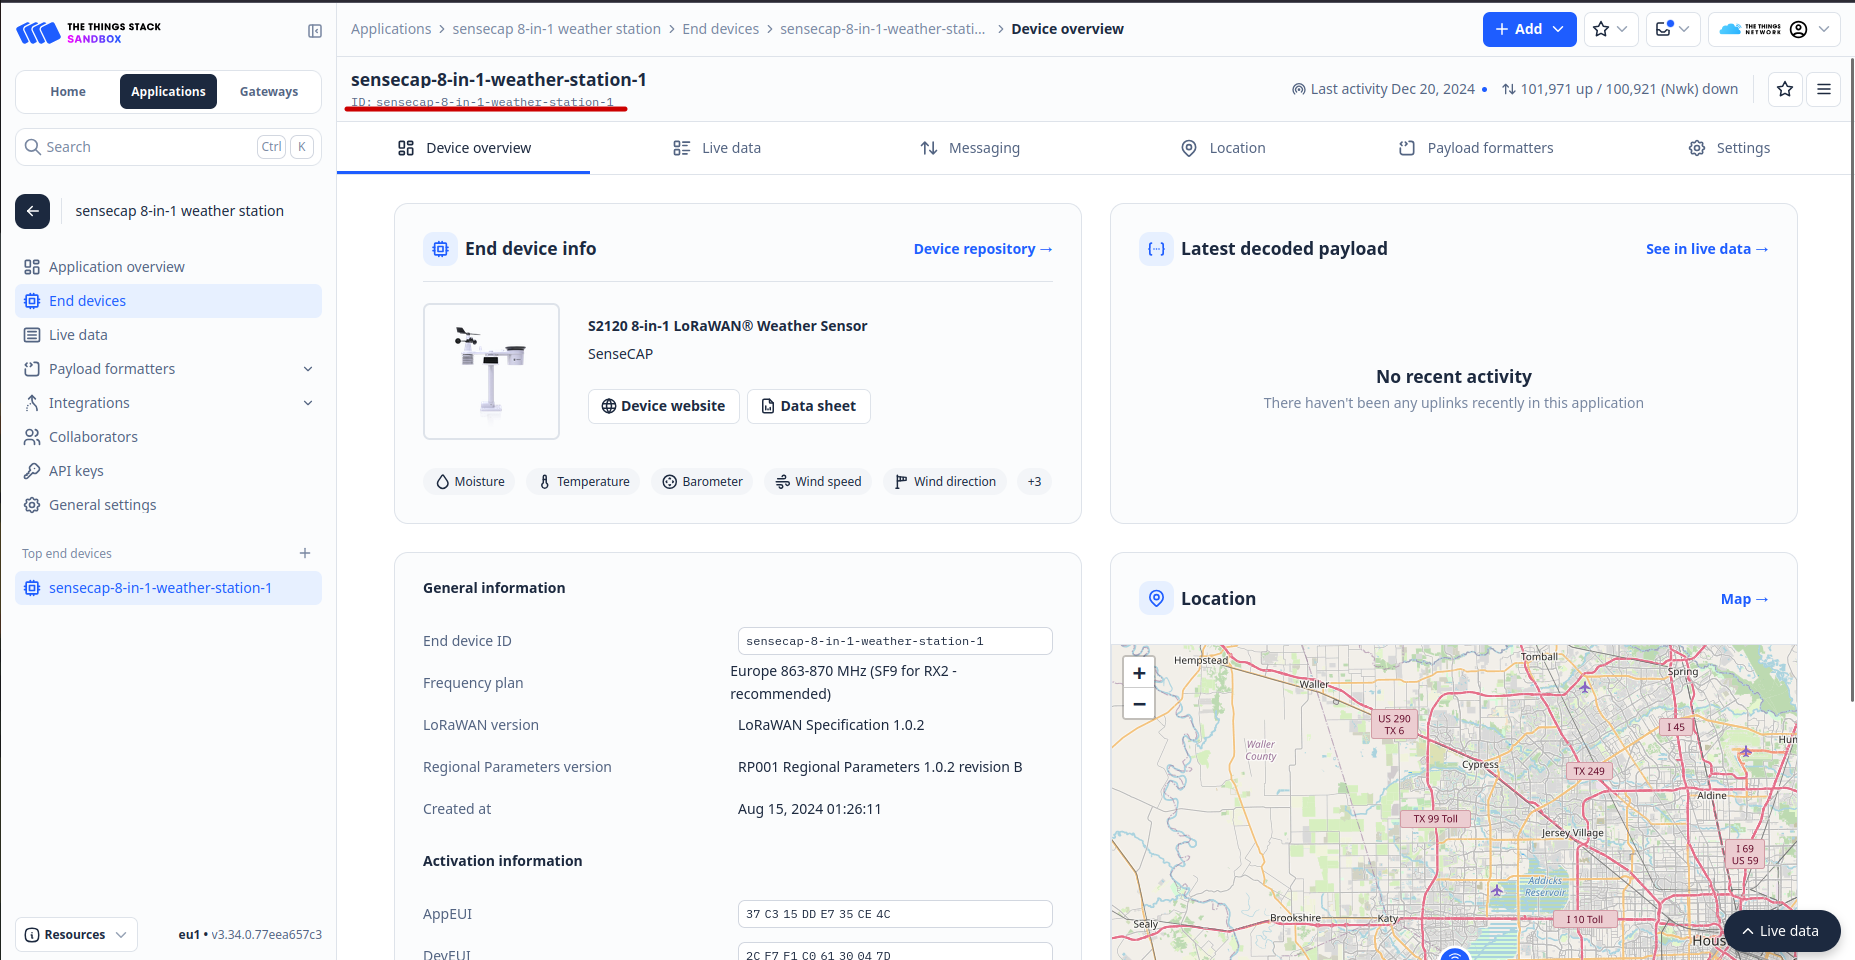 THE THINGS STACK
SANDBOX
Applications > sensecap 8-in-1 weather station > End devices > sensecap-8-in-1-weather-stati... > Device overview
+ Add
THE THINGS
NETWORK
Home
Applications
Gateways
Search
Ctrl
K
sensecap-8-in-1-weather-station-1
ID: sensecap-8-in-1-weather-station-1
Last activity Dec 20, 2024 • 101,971 up / 100,921 (Nwk) down
Device overview
Live data
Messaging
Location
Payload formatters
Settings
sensecap 8-in-1 weather station
Application overview
End devices
Live data
Payload formatters
Integrations
Collaborators
API keys
General settings
Top end devices
sensecap-8-in-1-weather-station-1
Resources
eu1 • v3.34.0.77eea657c3
End device info
Device repository →
S2120 8-in-1 LoRaWAN® Weather Sensor
SenseCAP
Device website
Data sheet
Moisture
Temperature
Barometer
Wind speed
Wind direction
+3
Latest decoded payload
See in live data →
No recent activity
There haven't been any uplinks recently in this application
General information
End device ID
sensecap-8-in-1-weather-station-1
Frequency plan
Europe 863-870 MHz (SF9 for RX2 -
recommended)
LoRaWAN version
LoRaWAN Specification 1.0.2
Regional Parameters version
RP001 Regional Parameters 1.0.2 revision B
Created at
Aug 15, 2024 01:26:11
Activation information
AppEUI
37 C3 15 DD E7 35 CE 4C
DevEUI
2C F7 F1 C0 61 30 04 7D
Location
Map →
+
−
Hempstead
Tomball
Spring
Waller
US 290
TX 6
I 45
Hum
Waller
County
Cypress
TX 249
Aldine
TX 99 Toll
Jersey Village
I 69
US 59
Addicks
Reservoir
Sealy
Brookshire
Katy
I 10 Toll
Hous
Live data